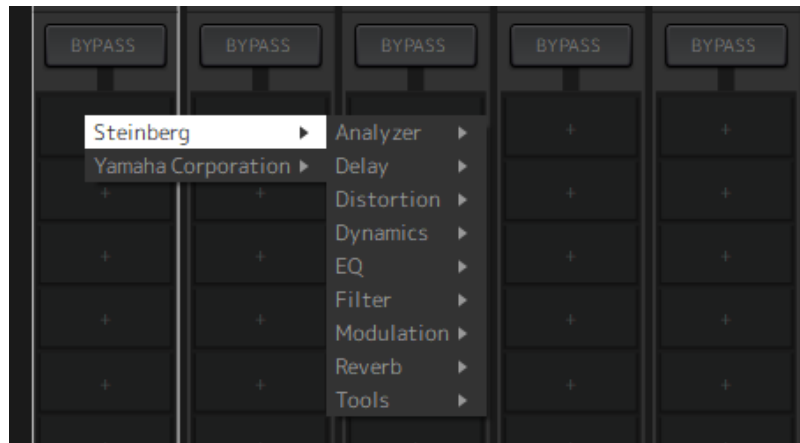 BYPASS BYPASS BYPASS BYPASS BYPASS
Steinberg
Yamaha Corporation
Analyzer
Delay
Distortion
Dynamics
EQ
Filter
Modulation
Reverb
Tools